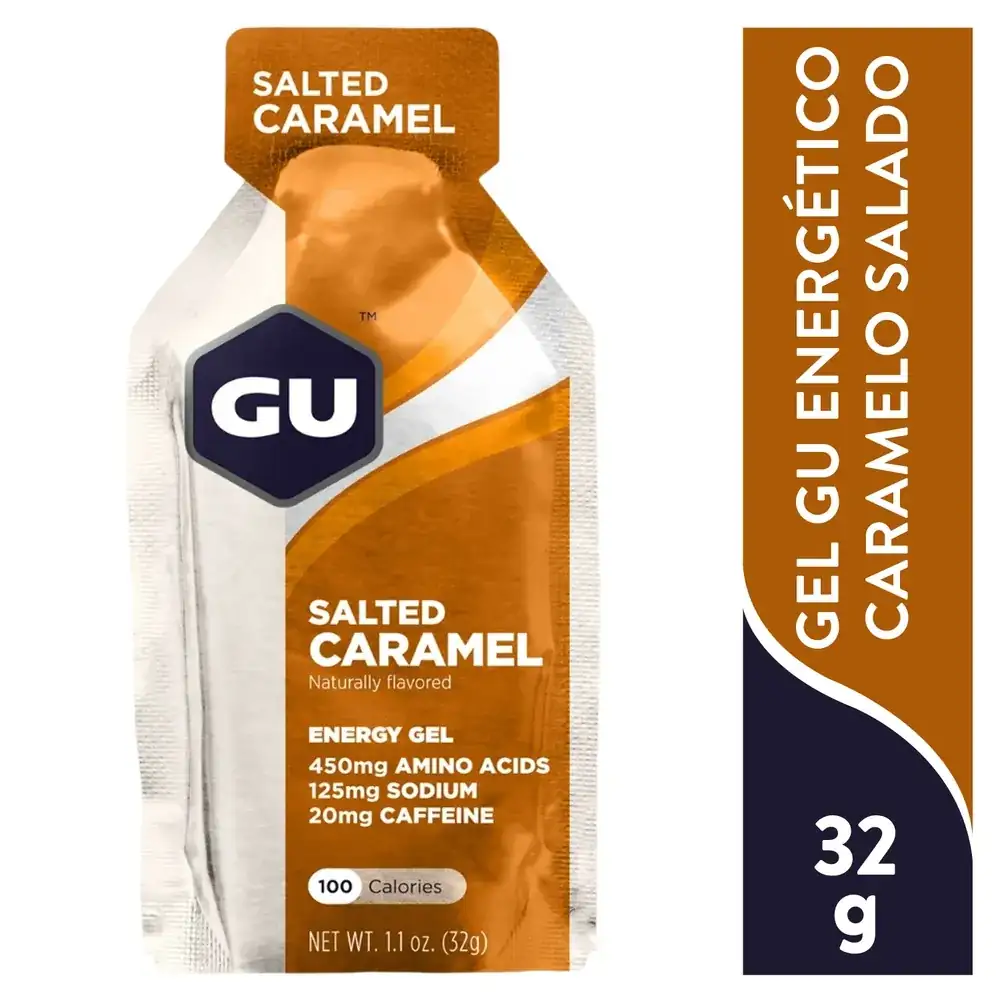 SALTED
CARAMEL
™
GU
SALTED
CARAMEL
Naturally flavored
ENERGY GEL
450mg AMINO ACIDS
125mg SODIUM
20mg CAFFEINE
100 Calories
NET WT. 1.1 oz. (32g)
GEL GU ENERGÉTICO
CARAMELO SALADO
32
g